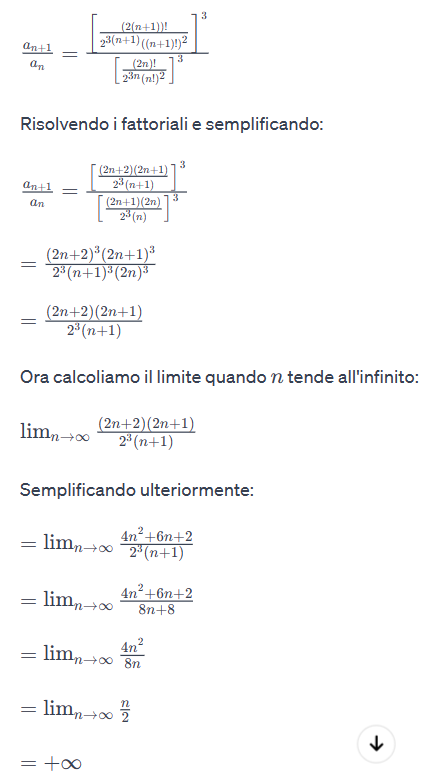 $\frac{a_{n+1}}{a_n} = \frac{\left[\frac{(2(n+1))!}{2^{3(n+1)}((n+1)!)^2}\right]^3}{\left[\frac{(2n)!}{2^{3n}(n!)^2}\right]^3}$
Risolvendo i fattoriali e semplificando:
$\frac{a_{n+1}}{a_n} = \frac{\left[\frac{(2n+2)(2n+1)}{2^3(n+1)}\right]^3}{\left[\frac{(2n+1)(2n)}{2^3(n)}\right]^3}$
$= \frac{(2n+2)^3(2n+1)^3}{2^3(n+1)^3(2n)^3}$
$= \frac{(2n+2)(2n+1)}{2^3(n+1)}$
Ora calcoliamo il limite quando $n$ tende all'infinito:
$\lim_{n\to\infty} \frac{(2n+2)(2n+1)}{2^3(n+1)}$
Semplificando ulteriormente:
$= \lim_{n\to\infty} \frac{4n^2+6n+2}{2^3(n+1)}$
$= \lim_{n\to\infty} \frac{4n^2+6n+2}{8n+8}$
$= \lim_{n\to\infty} \frac{4n^2}{8n}$
$= \lim_{n\to\infty} \frac{n}{2}$
$= +\infty$